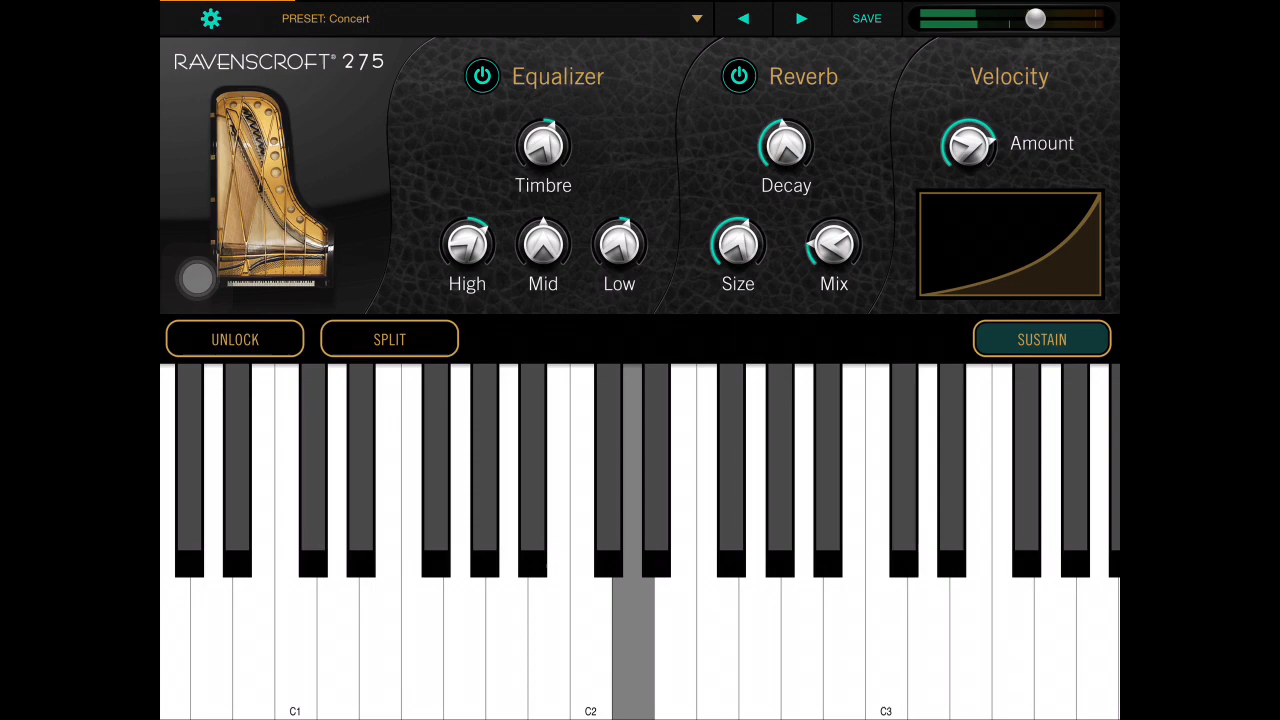 PRESET: Concert
SAVE
RAVENSCROFT® 275
Equalizer
Reverb
Velocity
Timbre
Decay
Amount
High
Mid
Low
Size
Mix
UNLOCK
SPLIT
SUSTAIN
C1
C2
C3